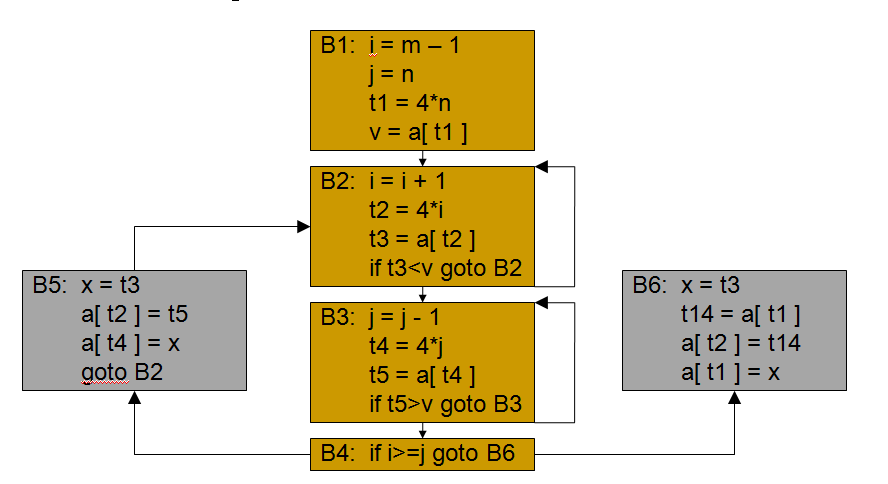 B1: i = m – 1
j = n
t1 = 4*n
v = a[ t1 ]
B2: i = i + 1
t2 = 4*i
t3 = a[ t2 ]
if t3<v goto B2
B5: x = t3
a[ t2 ] = t5
a[ t4 ] = x
goto B2
B3: j = j - 1
t4 = 4*j
t5 = a[ t4 ]
if t5>v goto B3
B6: x = t3
t14 = a[ t1 ]
a[ t2 ] = t14
a[ t1 ] = x
B4: if i>=j goto B6